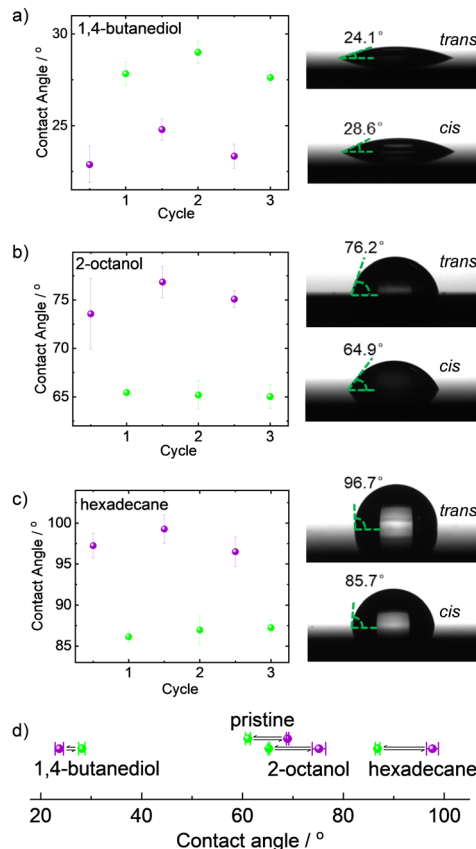 a)
1,4-butanediol
Contact Angle / °
30
25
1
2
3
Cycle
24.1°
trans
28.6°
cis
b)
2-octanol
Contact Angle / °
75
65
1
2
3
Cycle
76.2°
trans
64.9°
cis
c)
hexadecane
Contact Angle / °
100
95
90
85
1
2
3
Cycle
96.7°
trans
85.7°
cis
d)
pristine
1,4-butanediol
2-octanol
hexadecane
20 40 60 80 100
Contact angle / °